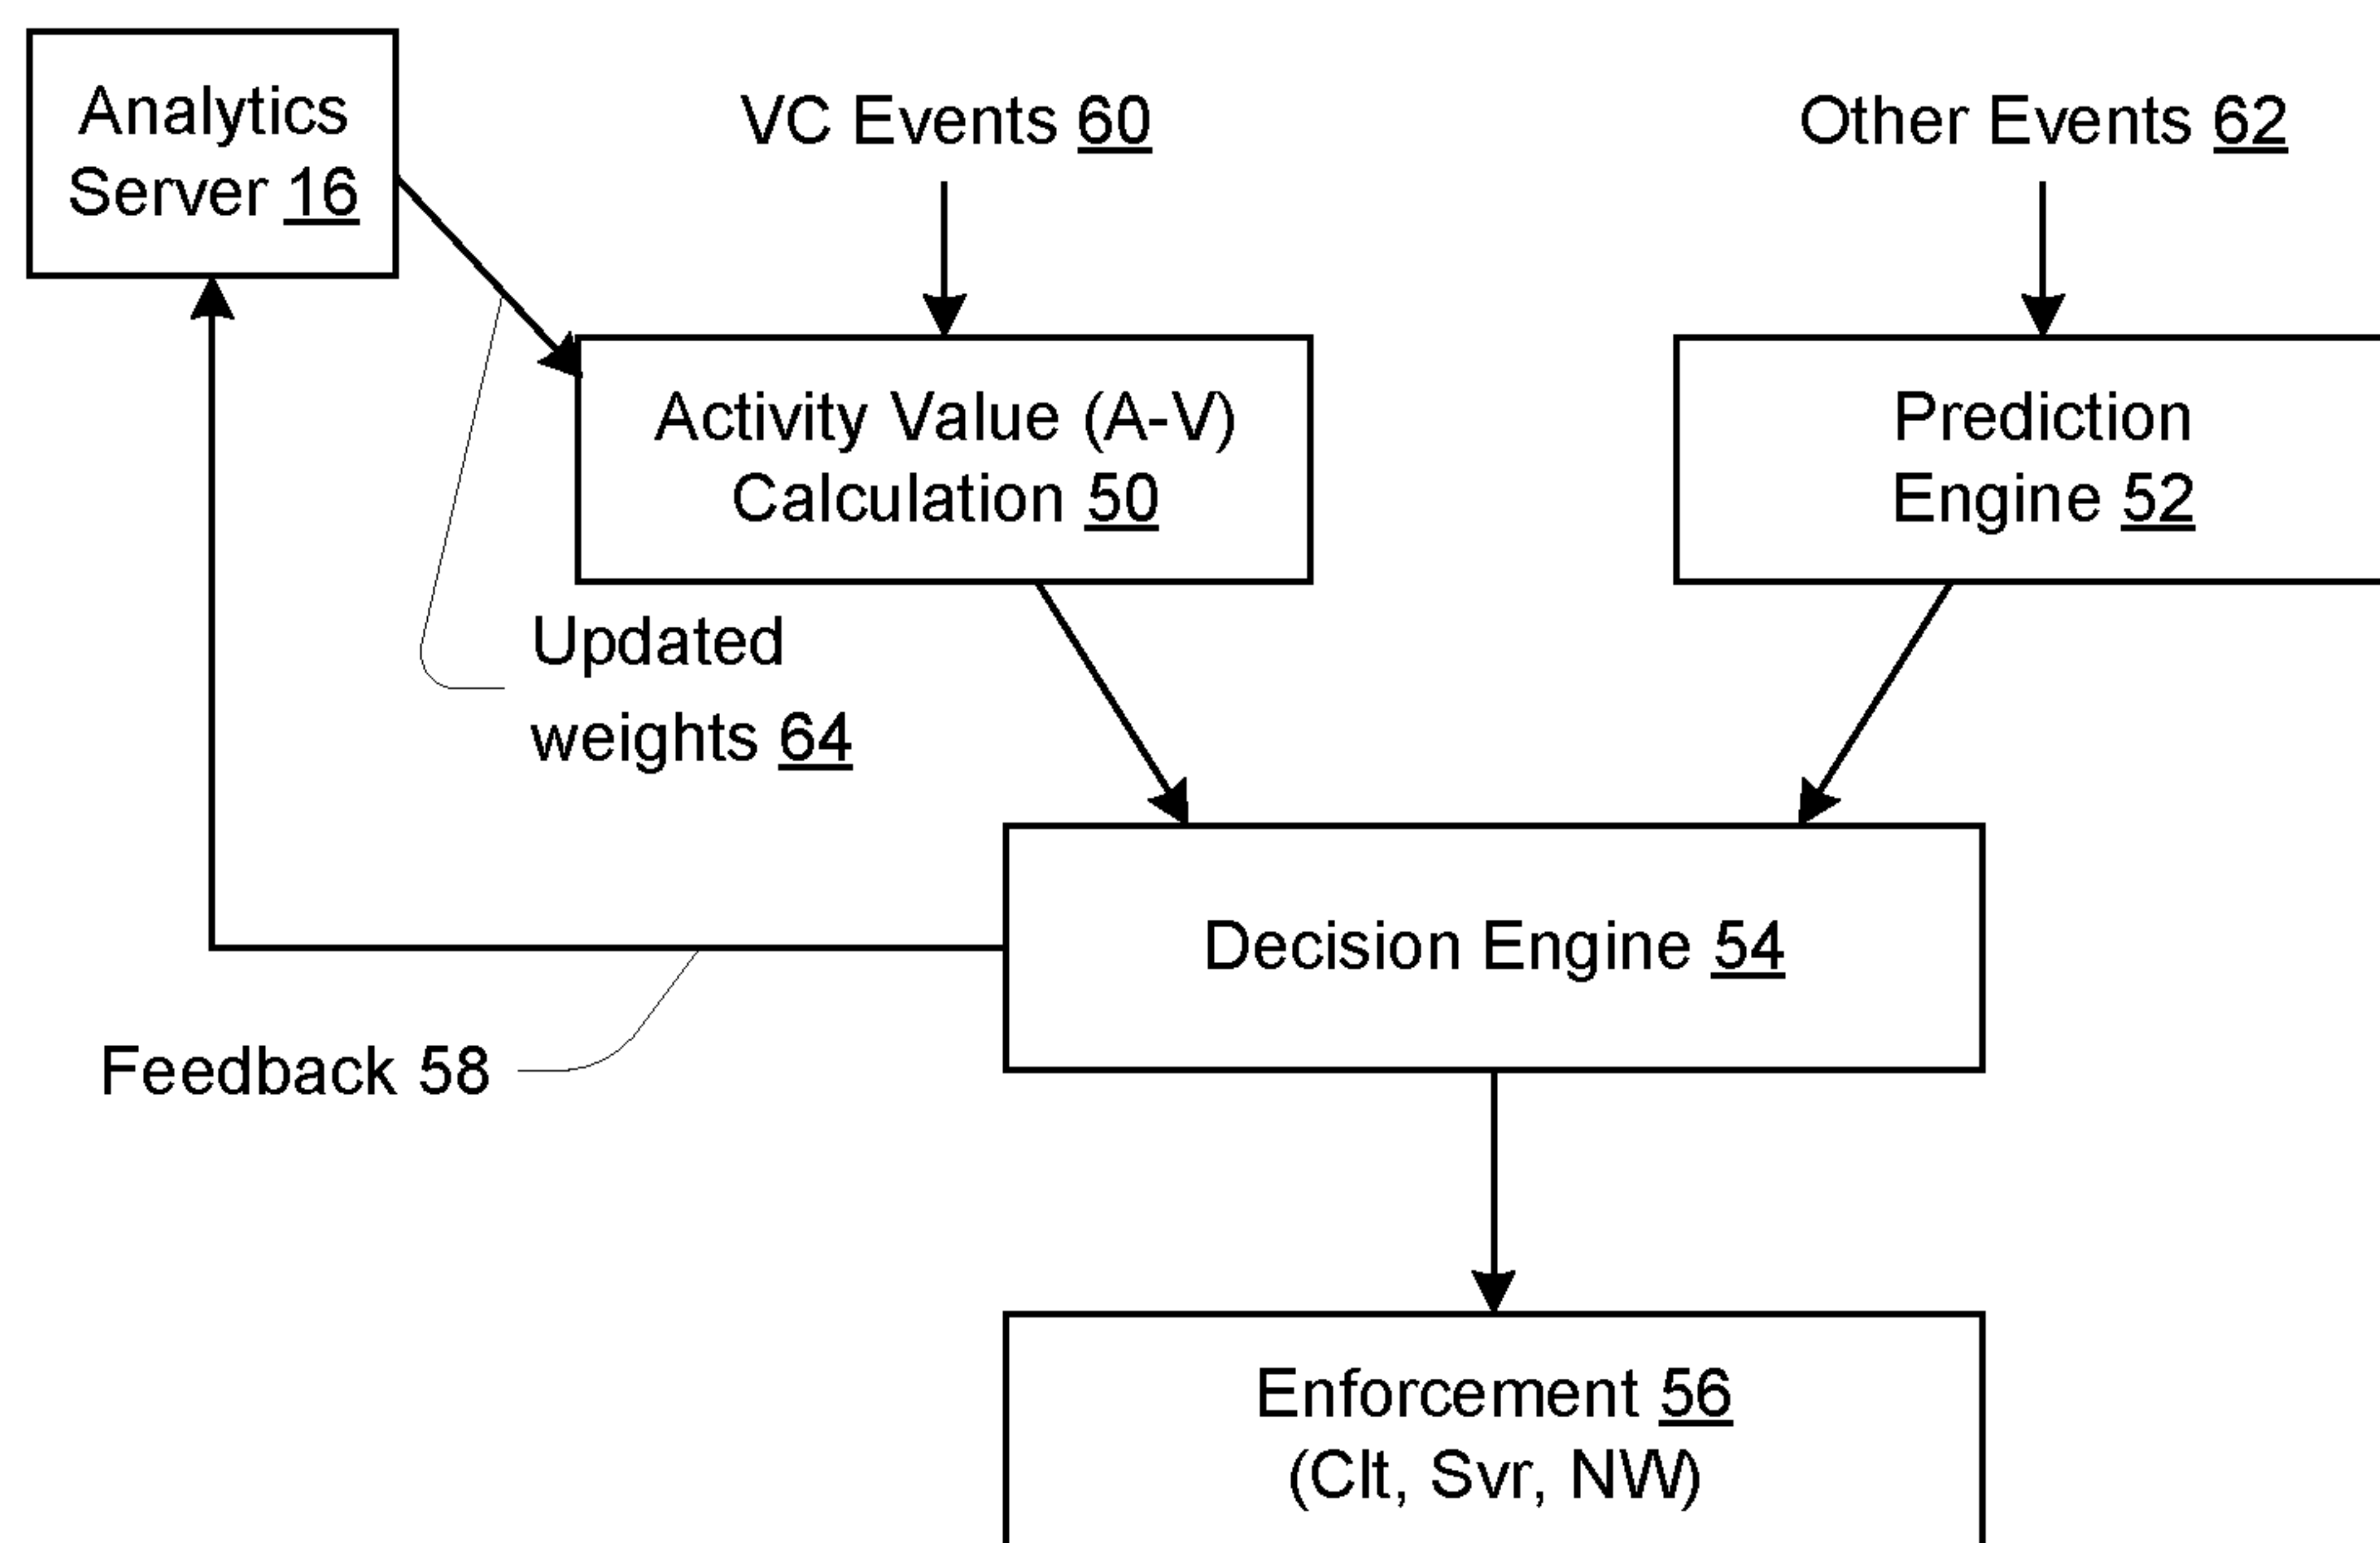 Analytics
Server 16
VC Events 60
Other Events 62
Activity Value (A-V)
Calculation 50
Prediction
Engine 52
Updated
weights 64
Decision Engine 54
Feedback 58
Enforcement 56
(Clt, Svr, NW)